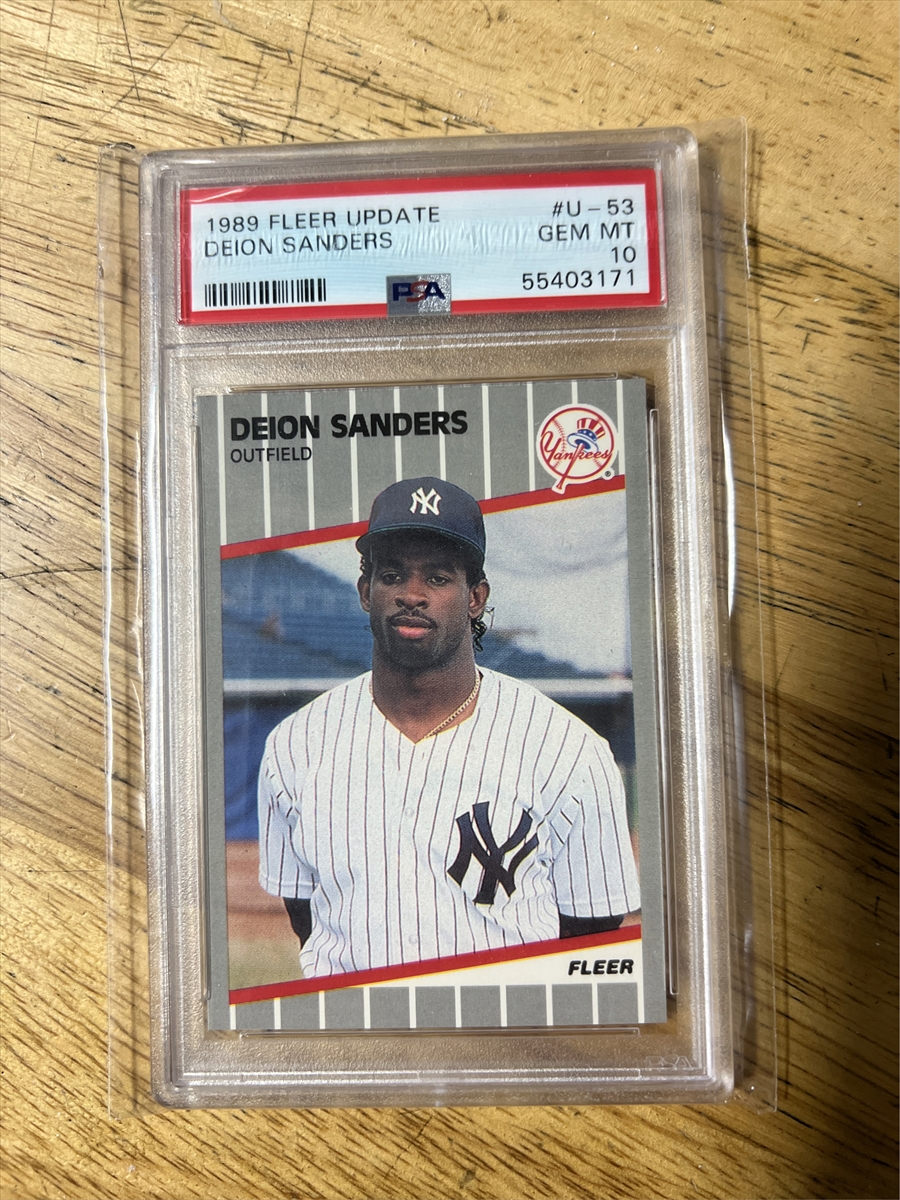 1989 FLEER UPDATE
#U-53
DEION SANDERS
GEM MT
10
PSA
55403171
DEION SANDERS
OUTFIELD
Yankees
®
NY
NY
FLEER